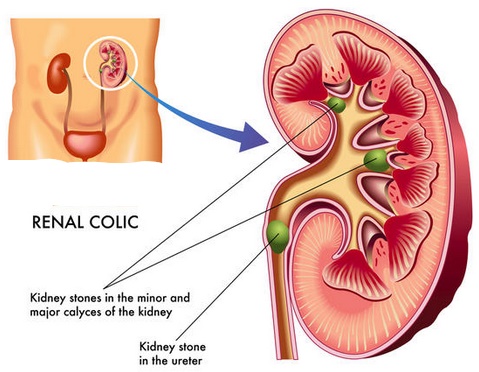 RENAL COLIC
Kidney stones in the minor and
major calyces of the kidney
Kidney stone
in the ureter